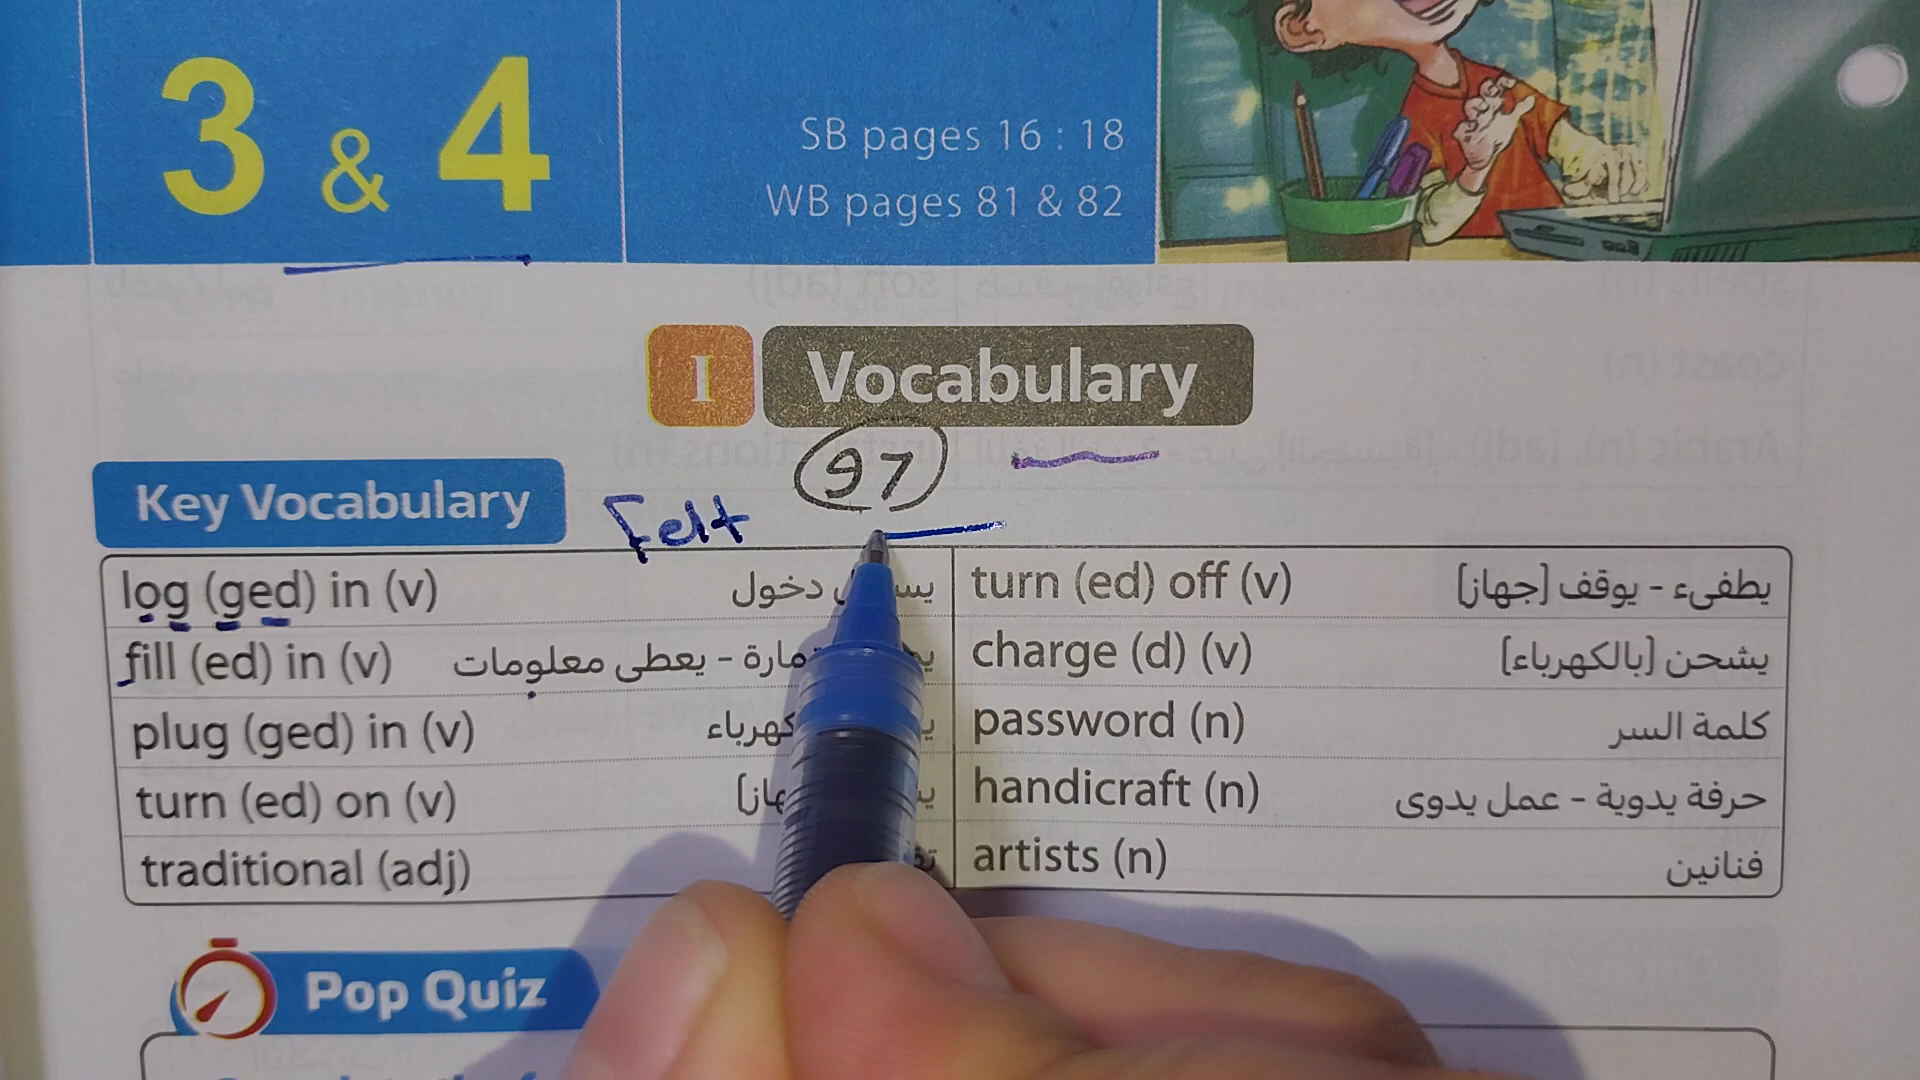 3 & 4
SB pages 16 : 18
WB pages 81 & 82
I Vocabulary
97
Key Vocabulary
Felt
log (ged) in (v) دخول
turn (ed) off (v) يطفىء - يوقف [جهاز]
fill (ed) in (v) - يعطى معلومات
charge (d) (v) يشحن [بالكهرباء]
plug (ged) in (v)
password (n) كلمة السر
turn (ed) on (v)
handicraft (n) حرفة يدوية - عمل يدوى
traditional (adj)
artists (n) فنانين
Pop Quiz